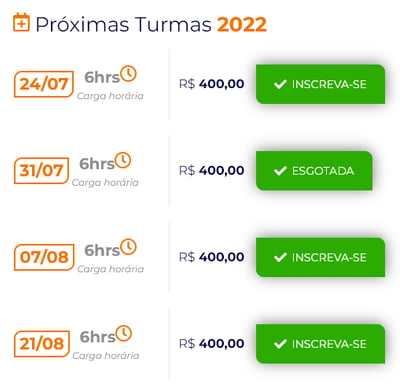 Próximas Turmas 2022
24/07 6hrs R$ 400,00 INSCREVA-SE
Carga horária
31/07 6hrs R$ 400,00 ESGOTADA
Carga horária
07/08 6hrs R$ 400,00 INSCREVA-SE
Carga horária
21/08 6hrs R$ 400,00 INSCREVA-SE
Carga horária